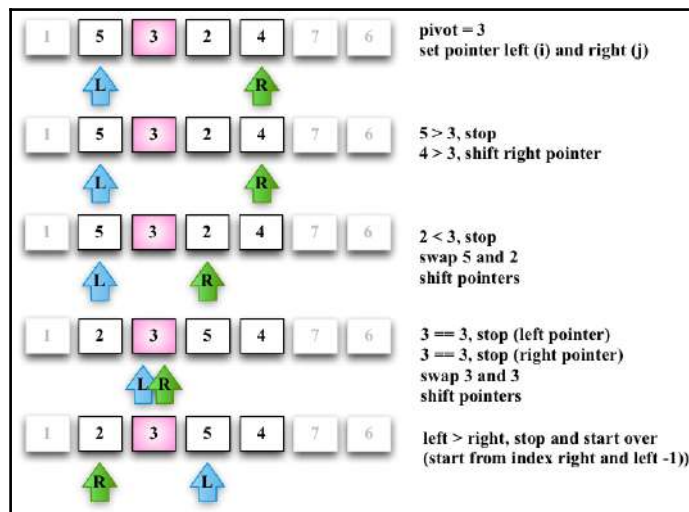 1 5 3 2 4 7 6
pivot = 3
set pointer left (i) and right (j)
L R
1 5 3 2 4 7 6
5 > 3, stop
4 > 3, shift right pointer
L R
1 5 3 2 4 7 6
2 < 3, stop
swap 5 and 2
shift pointers
L R
1 2 3 5 4 7 6
3 == 3, stop (left pointer)
3 == 3, stop (right pointer)
swap 3 and 3
shift pointers
L R
1 2 3 5 4 7 6
left > right, stop and start over
(start from index right and left -1))
R L